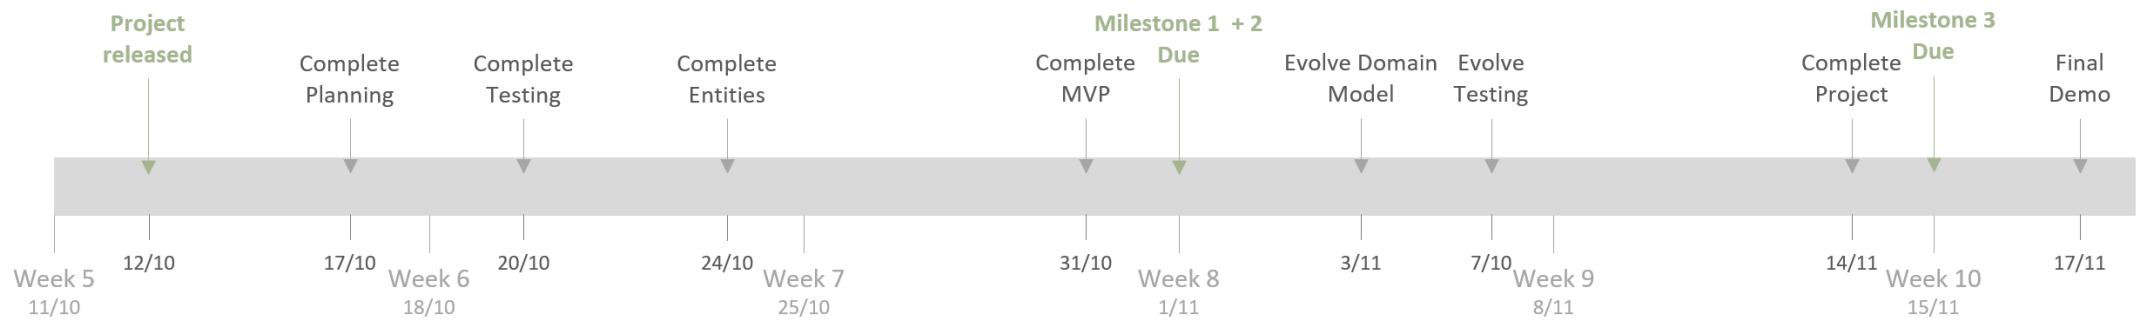 Project
released
Complete
Planning
Complete
Testing
Complete
Entities
Complete
MVP
Milestone 1  + 2
Due
Evolve Domain
Model
Evolve
Testing
Complete
Project
Milestone 3
Due
Final
Demo
12/10
17/10
20/10
24/10
31/10
3/11
7/10
14/11
17/11
Week 5
11/10
Week 6
18/10
Week 7
25/10
Week 8
1/11
Week 9
8/11
Week 10
15/11